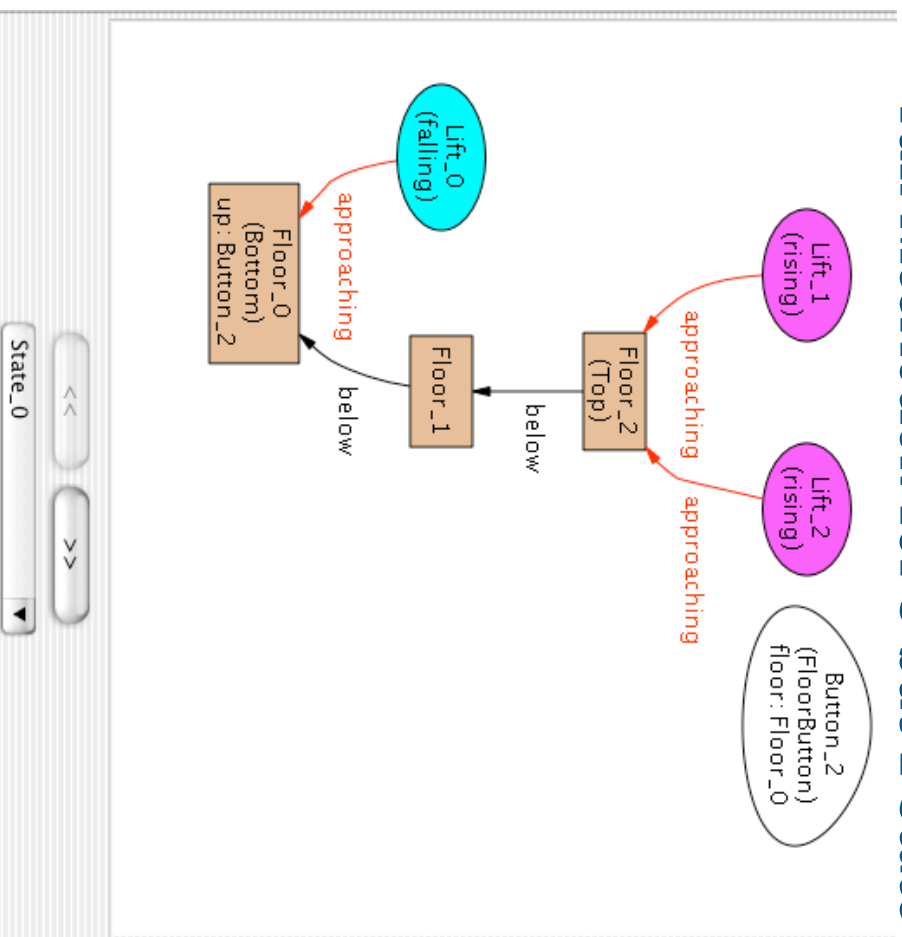 Lift_1
(rising)
Lift_2
(rising)
Button_2
(FloorButton)
floor: Floor_0
approaching
approaching
Floor_2
(Top)
below
Lift_0
(falling)
Floor_1
approaching
below
Floor_0
(Bottom)
up: Button_2
<<
>>
State_0